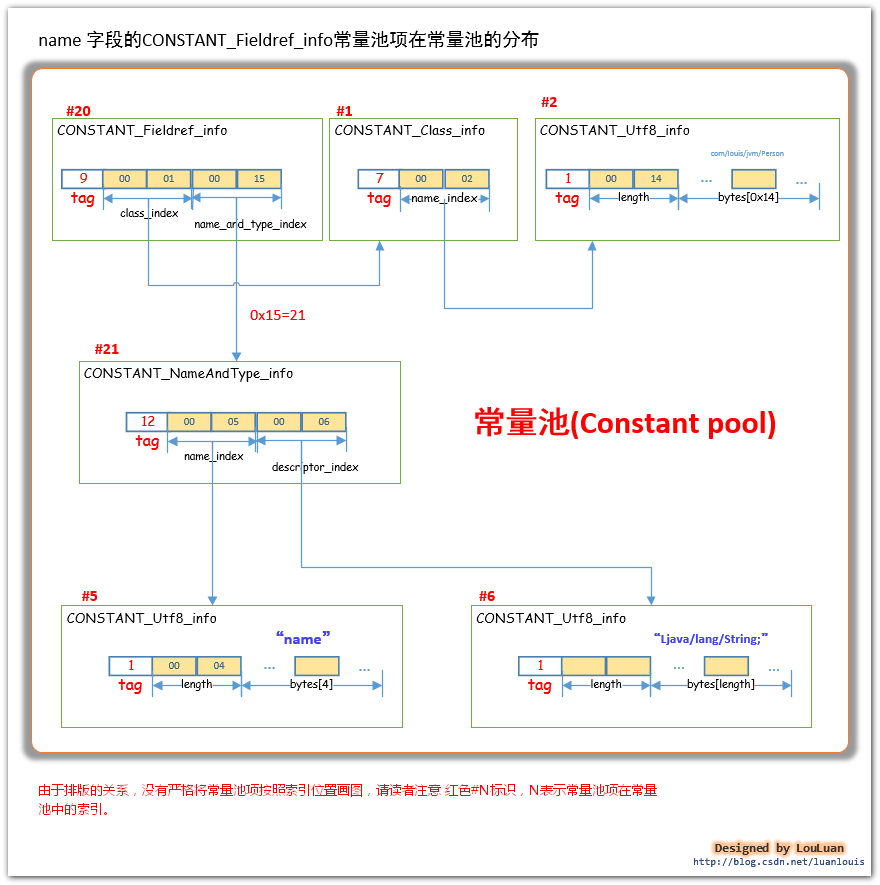 name 字段的CONSTANT_Fieldref_info常量池项在常量池的分布
#20
CONSTANT_Fieldref_info
9 00 01 00 15
tag
class_index
name_and_type_index
#1
CONSTANT_Class_info
7 00 02
tag
name_index
#2
CONSTANT_Utf8_info
com/louis/jvm/Person
1 00 14 ... ...
tag
length
bytes[0x14]
0x15=21
#21
CONSTANT_NameAndType_info
12 00 05 00 06
tag
name_index
descriptor_index
常量池(Constant pool)
#5
CONSTANT_Utf8_info
“name”
1 00 04 ... ...
tag
length
bytes[4]
#6
CONSTANT_Utf8_info
“Ljava/lang/String;”
1 ... ...
tag
length
bytes[length]
由于排版的关系，没有严格将常量池项按照索引位置画图，请读者注意 红色#N标识，N表示常量池项在常量
池中的索引。
Designed by LouLuan
http://blog.csdn.net/luanlouis